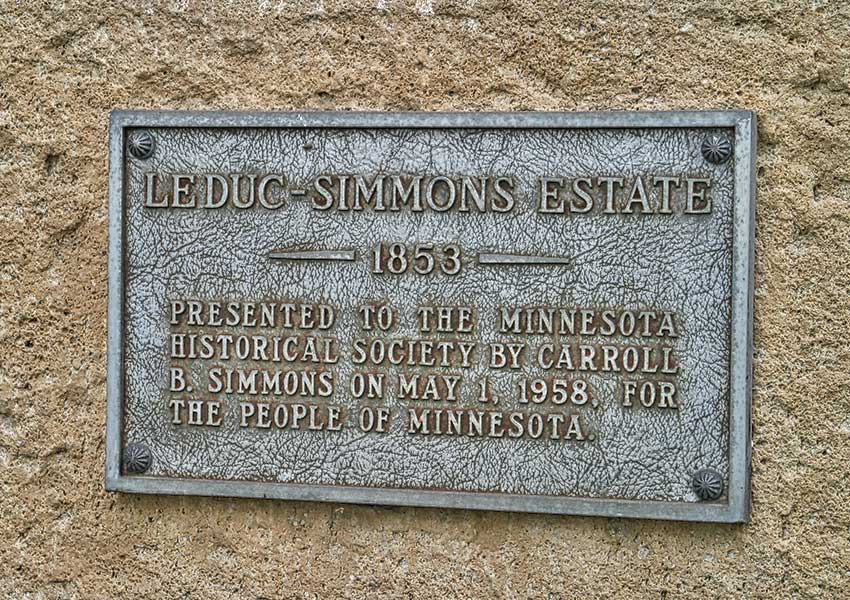 LEDUC-SIMMONS ESTATE
1853
PRESENTED TO THE MINNESOTA
HISTORICAL SOCIETY BY CARROLL
B. SIMMONS ON MAY 1, 1958, FOR
THE PEOPLE OF MINNESOTA.